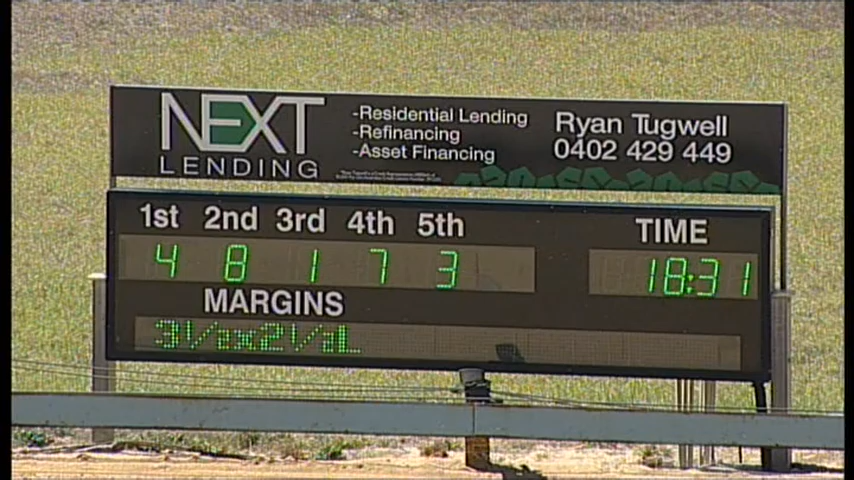 NEXT
LENDING
-Residential Lending
-Refinancing
-Asset Financing
Ryan Tugwell
0402 429 449
1st 2nd 3rd 4th 5th
4 8 1 7 3
TIME
18:31
MARGINS